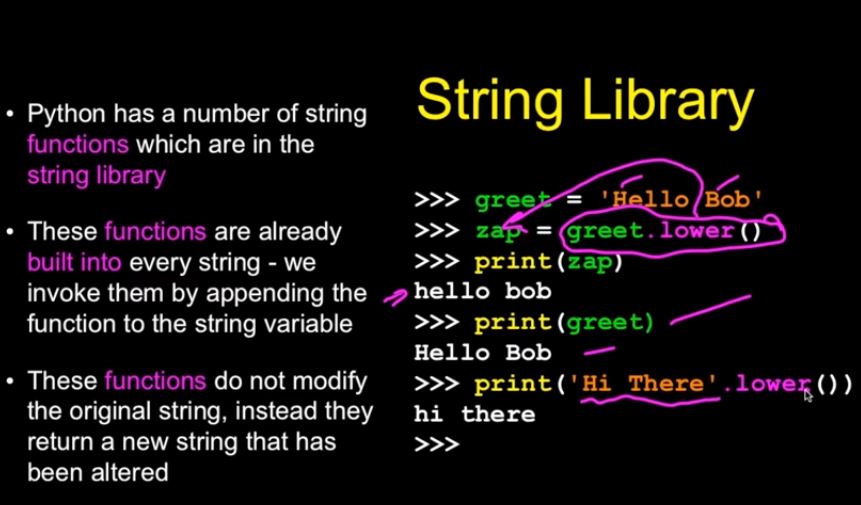 String Library
• Python has a number of string
functions which are in the
string library
• These functions are already
built into every string - we
invoke them by appending the
function to the string variable
• These functions do not modify
the original string, instead they
return a new string that has
been altered
>>> greet = 'Hello Bob'
>>> zap = greet.lower()
>>> print(zap)
hello bob
>>> print(greet)
Hello Bob
>>> print('Hi There'.lower())
hi there
>>>